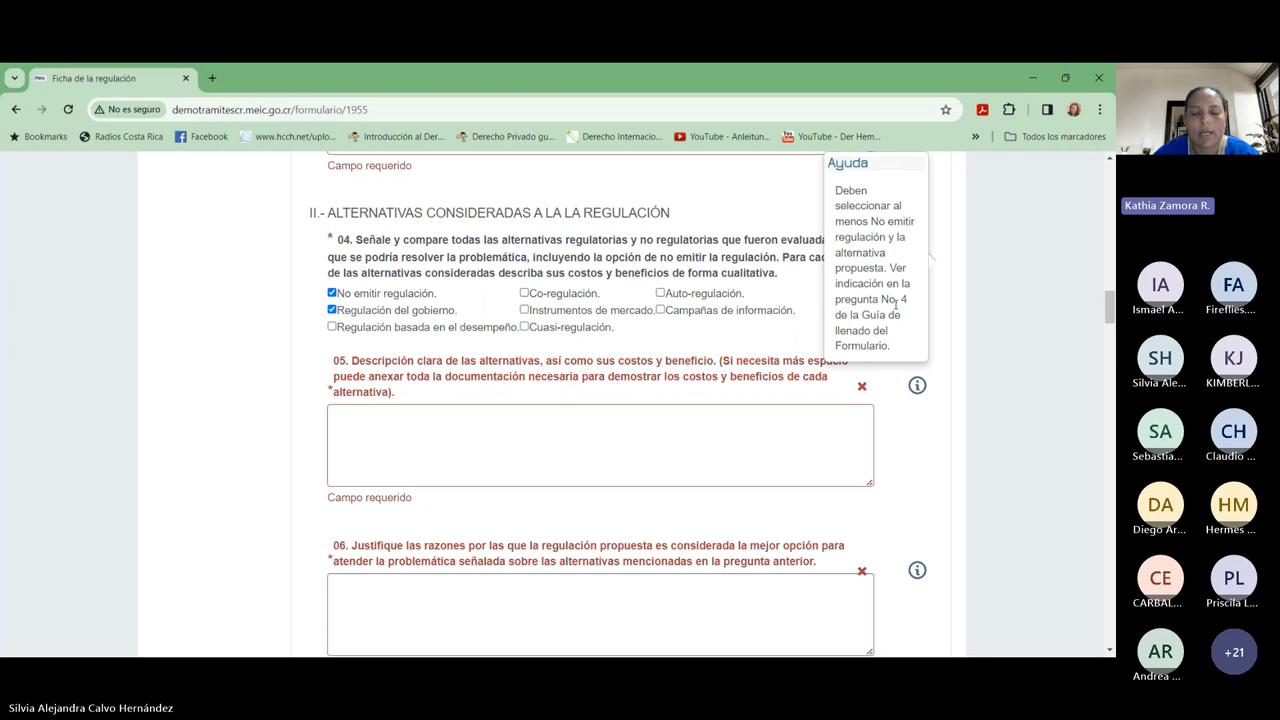 Ficha de la regulación
No es seguro
demotramitescr.meic.go.cr/formulario/1955
Bookmarks
Radios Costa Rica
Facebook
www.hcch.net/uplo...
Introducción al Der...
Derecho Privado gu...
Derecho Internacio...
YouTube - Anleitun...
YouTube - Der Hem...
»
Todos los marcadores
Campo requerido
Ayuda
Deben
seleccionar al
menos No emitir
regulación y la
alternativa
propuesta. Ver
indicación en la
pregunta No. 4
de la Guía de
llenado del
Formulario.
II.- ALTERNATIVAS CONSIDERADAS A LA LA REGULACIÓN
* 04. Señale y compare todas las alternativas regulatorias y no regulatorias que fueron
que se podría resolver la problemática, incluyendo la opción de no emitir la regulación. Para
de las alternativas consideradas describa sus costos y beneficios de forma cualitativa.
No emitir regulación. Co-regulación. Auto-regulación.
Regulación del gobierno. Instrumentos de mercado. Campañas de información.
Regulación basada en el desempeño. Cuasi-regulación.
05. Descripción clara de las alternativas, así como sus costos y beneficio. (Si necesita más espacio
puede anexar toda la documentación necesaria para demostrar los costos y beneficios de cada
* alternativa).
Campo requerido
06. Justifique las razones por las que la regulación propuesta es considerada la mejor opción para
* atender la problemática señalada sobre las alternativas mencionadas en la pregunta anterior.
Kathia Zamora R.
IA
Ismael A...
FA
Fireflies...
SH
Silvia Ale...
KJ
KIMBERL...
SA
Sebastia...
CH
Claudio ...
DA
Diego Ar...
HM
Hermes ...
CE
CARBAL...
PL
Priscila L...
AR
Andrea ...
+21
Silvia Alejandra Calvo Hernández